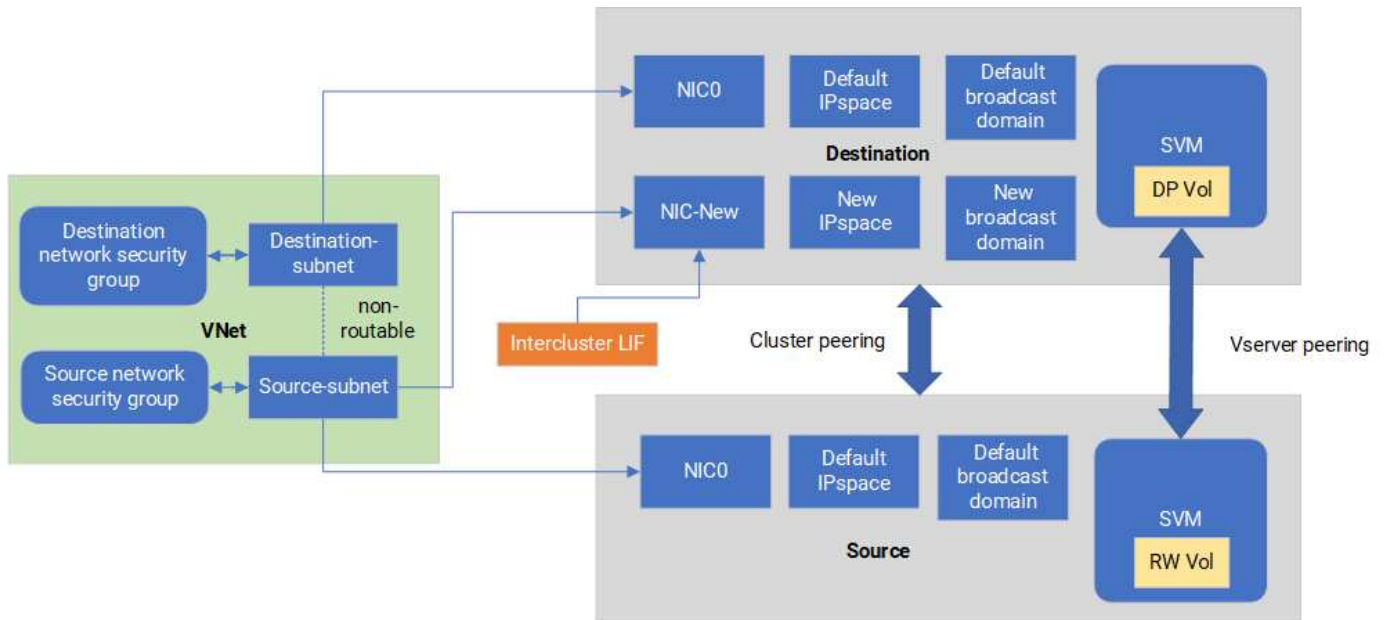 NIC0
Default
IPspace
Default
broadcast
domain
SVM
DP Vol
Destination
NIC-New
New
IPspace
New
broadcast
domain
Destination
network security
group
Destination-
subnet
VNet
non-
routable
Source network
security group
Source-subnet
Intercluster LIF
Cluster peering
Vserver peering
NIC0
Default
IPspace
Default
broadcast
domain
Source
SVM
RW Vol